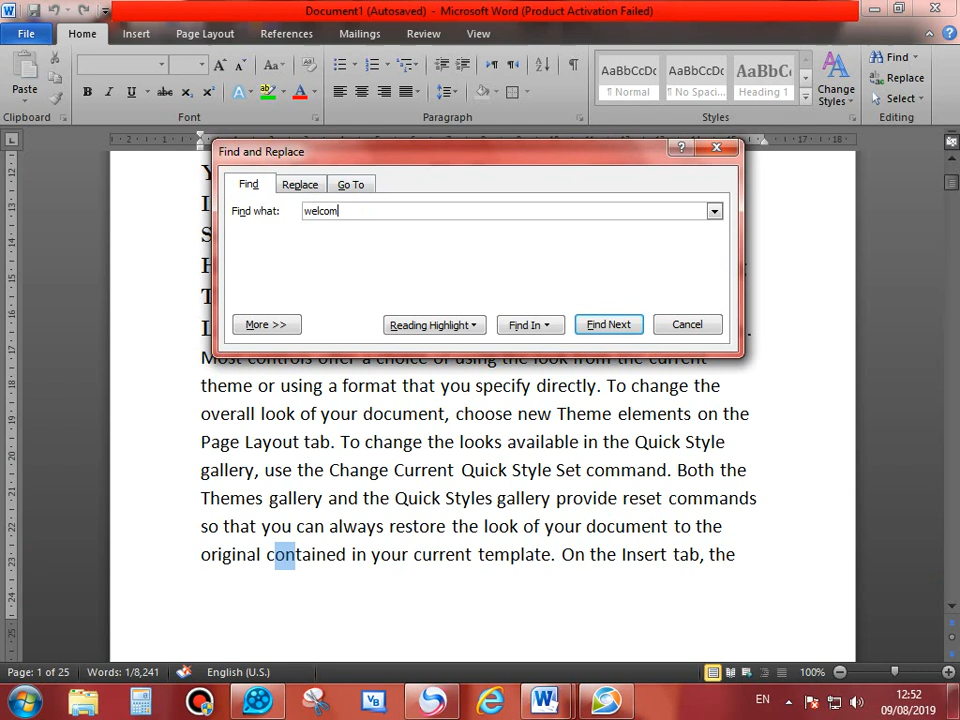 Document1 (Autosaved) - Microsoft Word (Product Activation Failed)
File Home Insert Page Layout References Mailings Review View
Paste
Clipboard Font Paragraph Styles Editing
AaBbCcDc AaBbCcDc AaBbC
¶ Normal ¶ No Spaci... Heading 1
Change Styles
Find
Replace
Select
Find and Replace
Find Replace Go To
Find what: welcom
More >> Reading Highlight Find In Find Next Cancel
Most controls offer a choice of using the look from the current
theme or using a format that you specify directly. To change the
overall look of your document, choose new Theme elements on the
Page Layout tab. To change the looks available in the Quick Style
gallery, use the Change Current Quick Style Set command. Both the
Themes gallery and the Quick Styles gallery provide reset commands
so that you can always restore the look of your document to the
original contained in your current template. On the Insert tab, the
Page: 1 of 25 Words: 1/8,241 English (U.S.) 100%
EN 12:52
09/08/2019